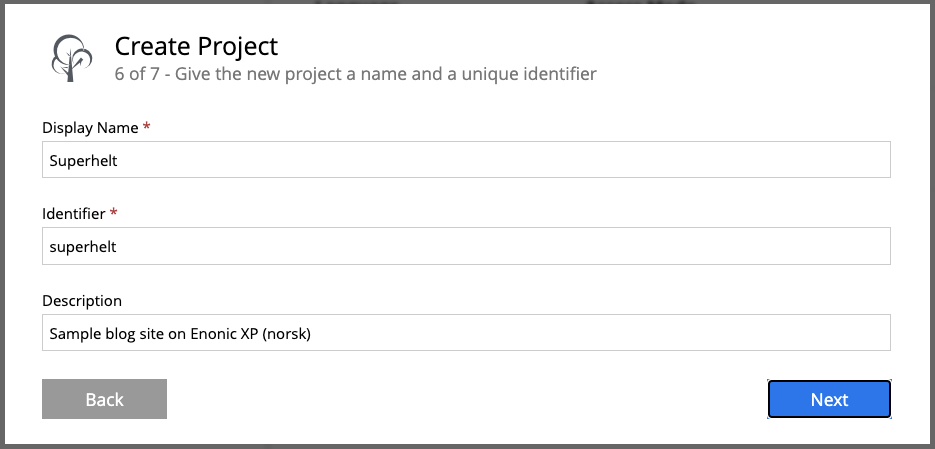 Create Project
6 of 7 - Give the new project a name and a unique identifier
Display Name *
Superhelt
Identifier *
superhelt
Description
Sample blog site on Enonic XP (norsk)
Back
Next